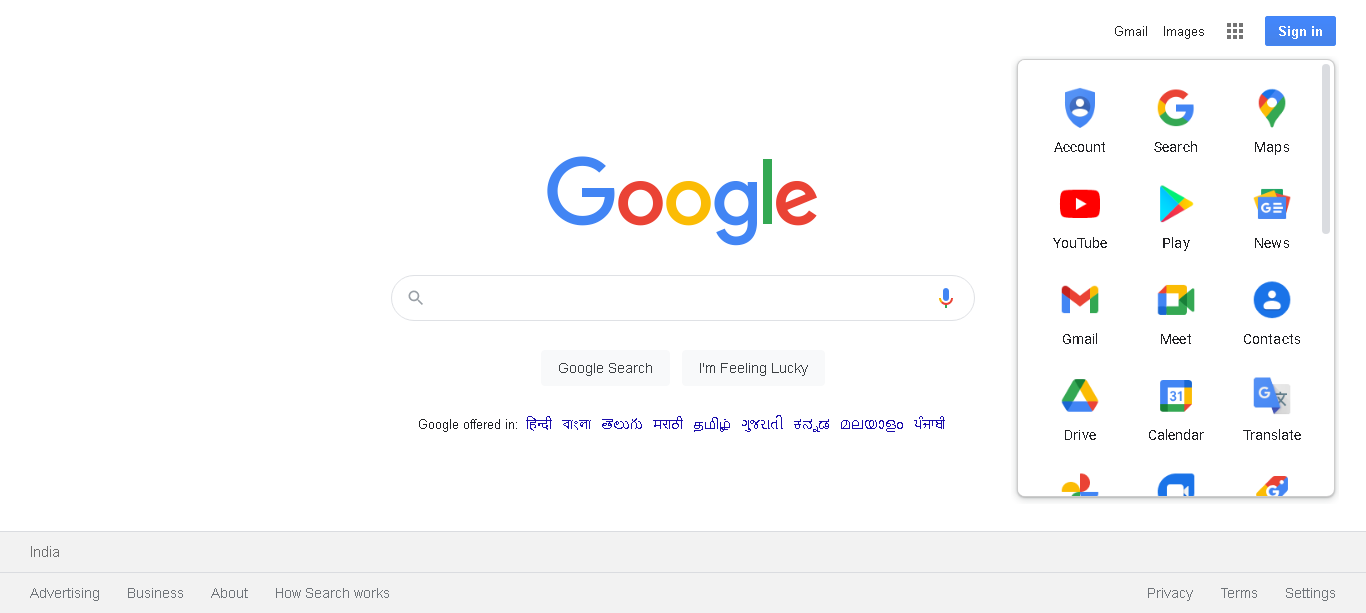 Gmail Images Sign in
Account Search Maps
Google
YouTube Play News
Gmail Meet Contacts
Google Search I'm Feeling Lucky
Google offered in: हिन्दी বাংলা తెలుగు मराठी தமிழ் ગુજરાતી ಕನ್ನಡ മലയാളം ਪੰਜਾਬੀ
31
Drive Calendar Translate
India
Advertising Business About How Search works Privacy Terms Settings